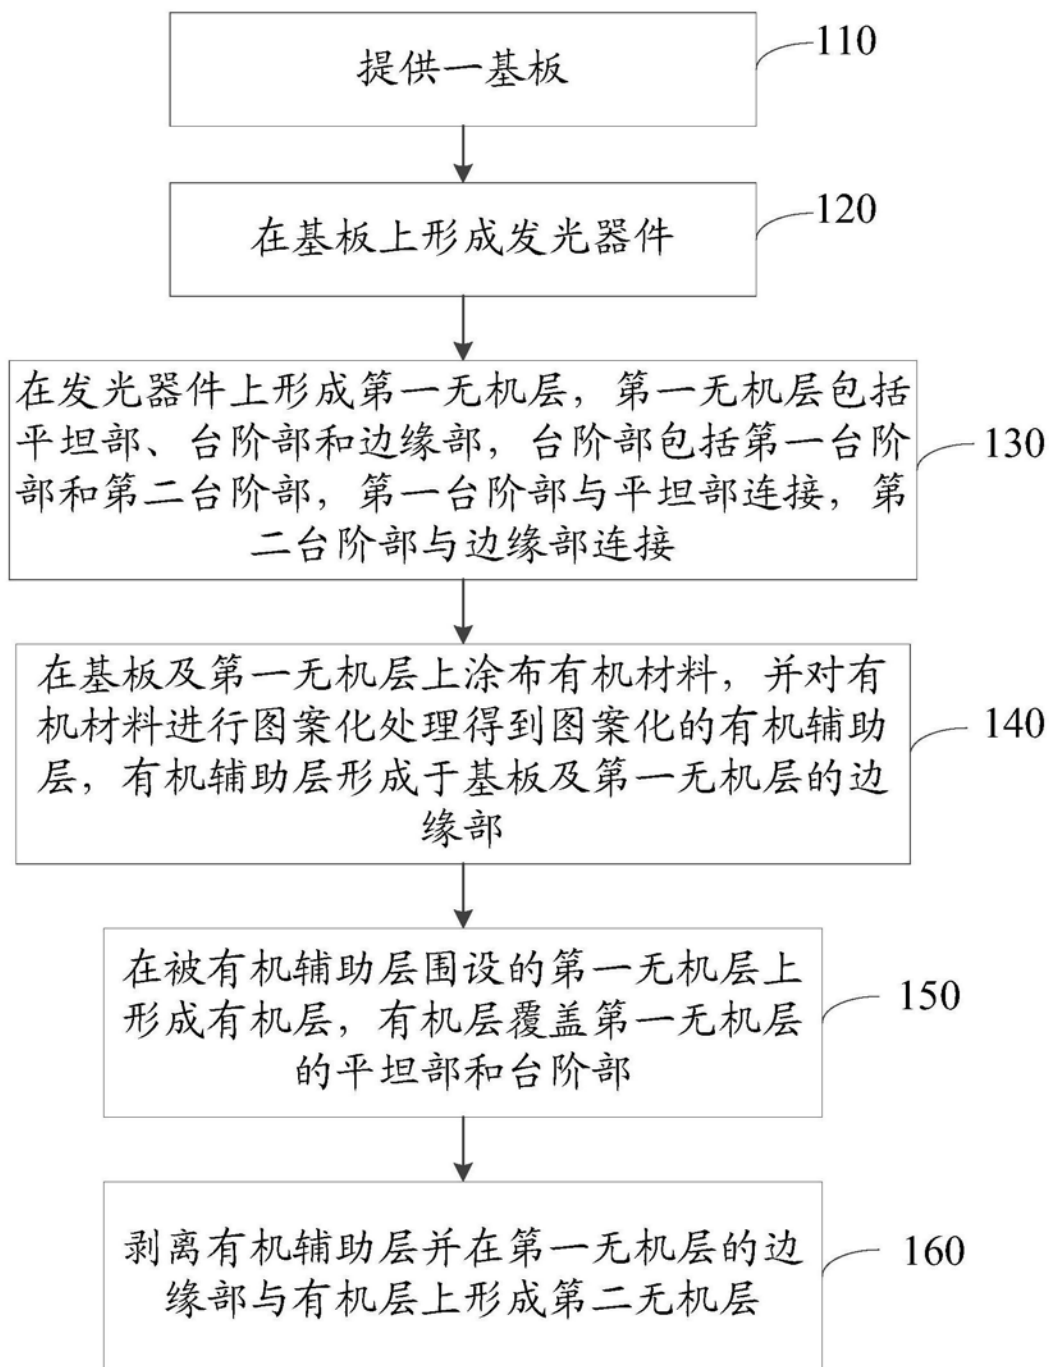 提供一基板
110
在基板上形成发光器件
120
在发光器件上形成第一无机层，第一无机层包括
平坦部、台阶部和边缘部，台阶部包括第一台阶
部和第二台阶部，第一台阶部与平坦部连接，第
二台阶部与边缘部连接
130
在基板及第一无机层上涂布有机材料，并对有
机材料进行图案化处理得到图案化的有机辅助
层，有机辅助层形成于基板及第一无机层的边
缘部
140
在被有机辅助层围设的第一无机层上
形成有机层，有机层覆盖第一无机层
的平坦部和台阶部
150
剥离有机辅助层并在第一无机层的边
缘部与有机层上形成第二无机层
160